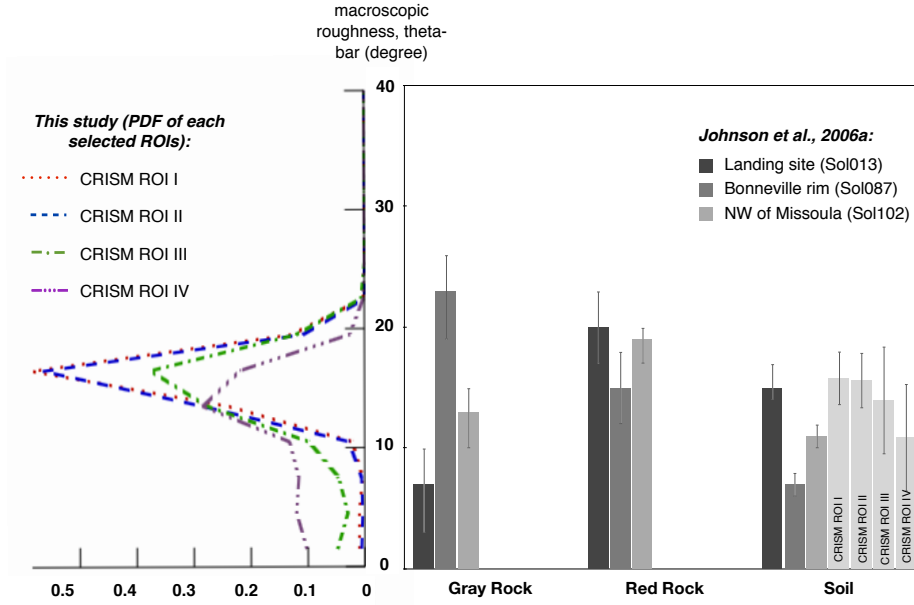 macroscopic
roughness, theta-
bar (degree)
This study (PDF of each
selected ROIs):
CRISM ROI I
CRISM ROI II
CRISM ROI III
CRISM ROI IV
40
30
20
10
0
0.5 0.4 0.3 0.2 0.1 0
Johnson et al., 2006a:
Landing site (Sol013)
Bonneville rim (Sol087)
NW of Missoula (Sol102)
CRISM ROI I
CRISM ROI II
CRISM ROI III
CRISM ROI IV
Gray Rock Red Rock Soil